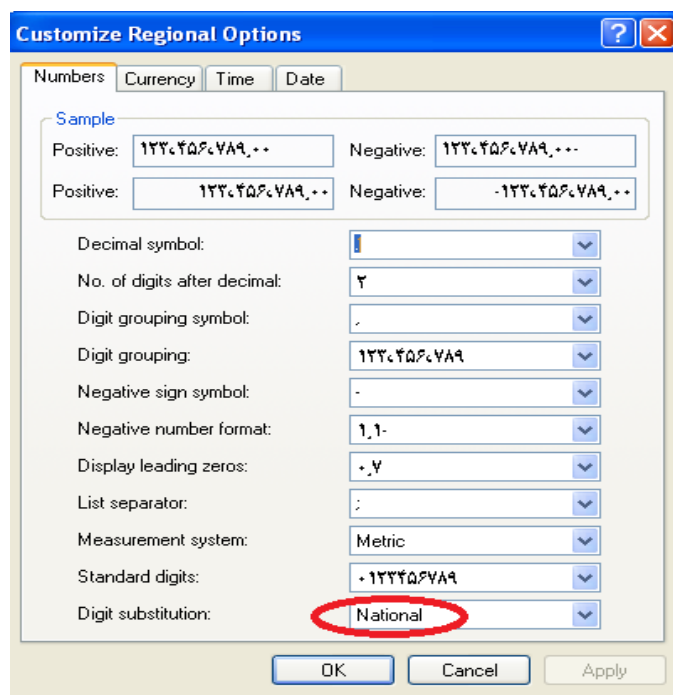 Customize Regional Options
Numbers Currency Time Date
Sample
Positive: ۱۲۳،۴۵۶،۷۸۹٫۰۰ Negative: ۱۲۳،۴۵۶،۷۸۹٫۰۰-
Positive: ۱۲۳،۴۵۶،۷۸۹٫۰۰ Negative: -۱۲۳،۴۵۶،۷۸۹٫۰۰
Decimal symbol: .
No. of digits after decimal: ۲
Digit grouping symbol: ,
Digit grouping: ۱۲۳،۴۵۶،۷۸۹
Negative sign symbol: -
Negative number format: ۱٫۱-
Display leading zeros: ۰٫۷
List separator: ;
Measurement system: Metric
Standard digits: ۰۱۲۳۴۵۶۷۸۹
Digit substitution: National
OK Cancel Apply